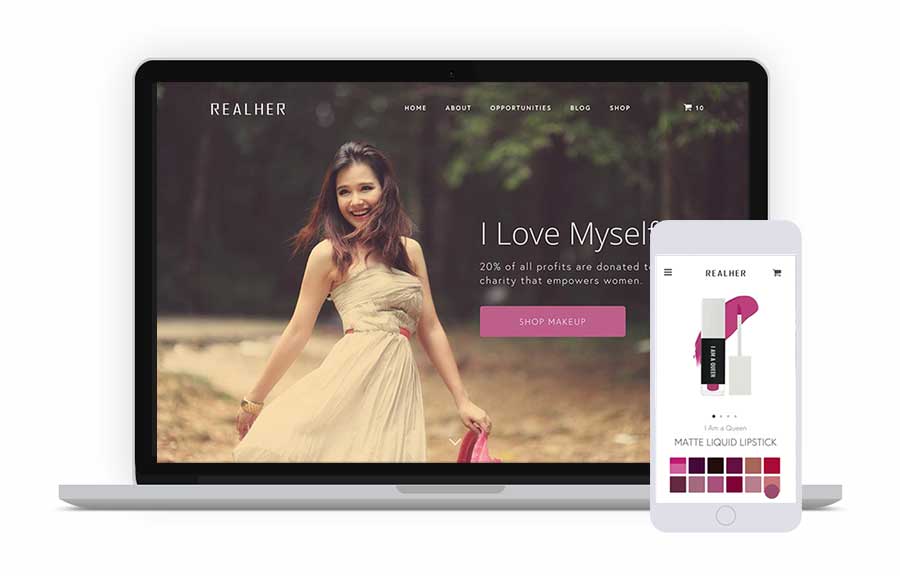 REALHER
HOME ABOUT OPPORTUNITIES BLOG SHOP 10
I Love Myself
20% of all profits are donated to
charity that empowers women.
SHOP MAKEUP
REALHER
I AM A QUEEN
I Am a Queen
MATTE LIQUID LIPSTICK